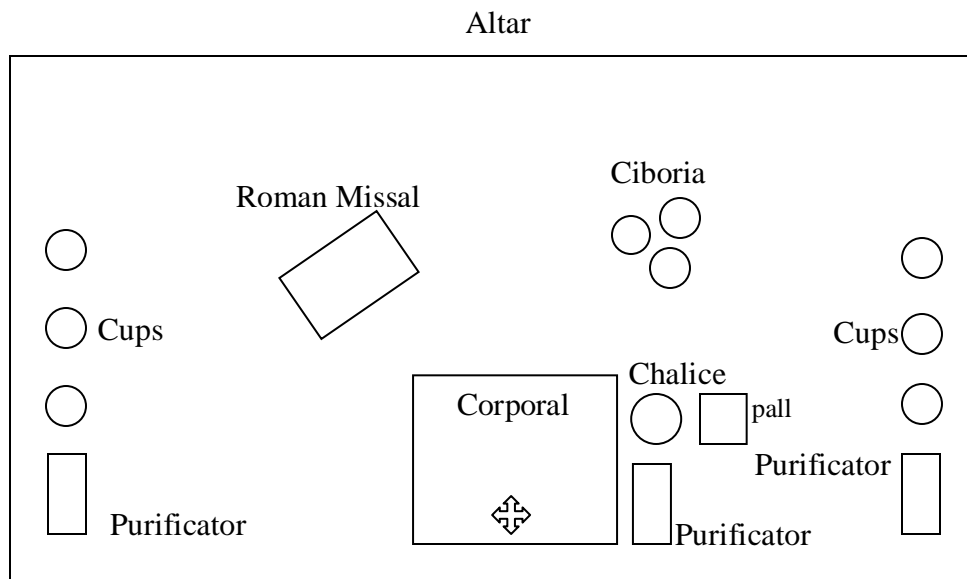 Altar
Ciboria
Roman Missal
Cups
Cups
Chalice
Corporal
pall
Purificator
Purificator
Purificator